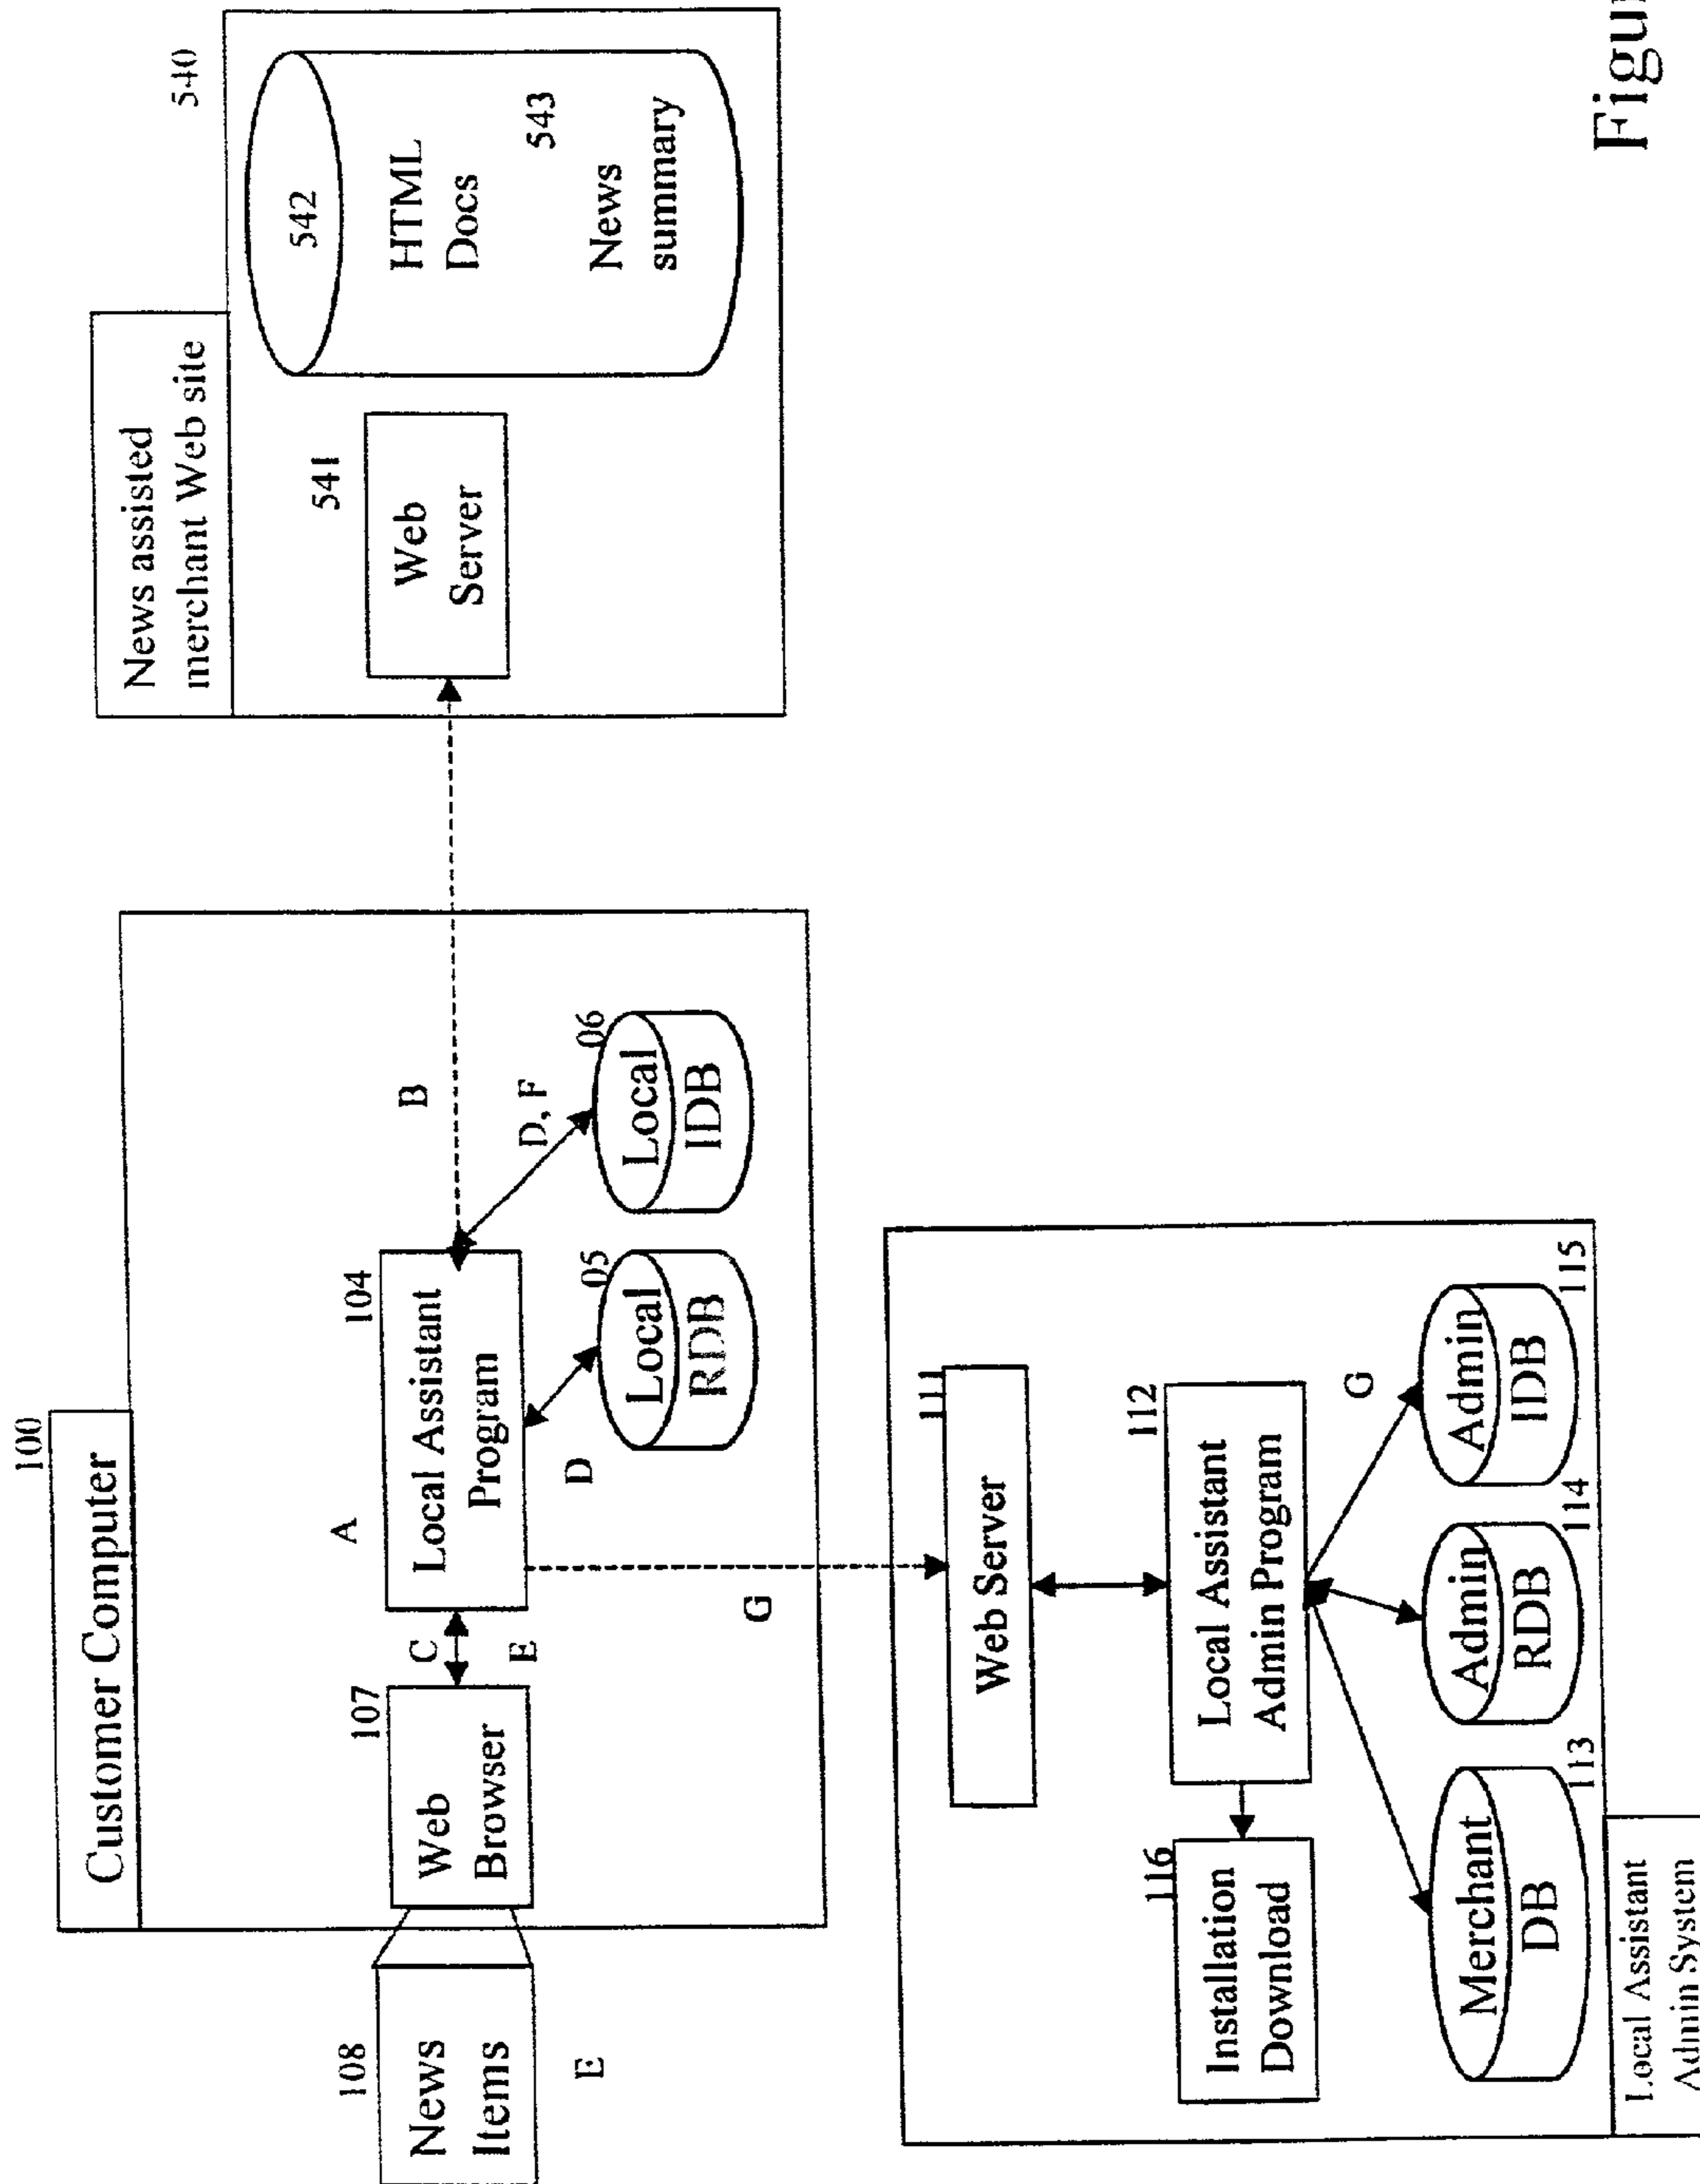 100
Customer Computer
108
News
Items
E
107
Web
Browser
C
E
A
104
Local Assistant
Program
D
05
Local
RDB
D, F
06
Local
IDB
B
G
540
News assisted
merchant Web site
541
Web
Server
542
HTML
Docs
543
News
summary
111
Web Server
112
Local Assistant
Admin Program
116
Installation
Download
G
Merchant
DB
113
Admin
RDB
114
Admin
IDB
115
Local Assistant
Admin System